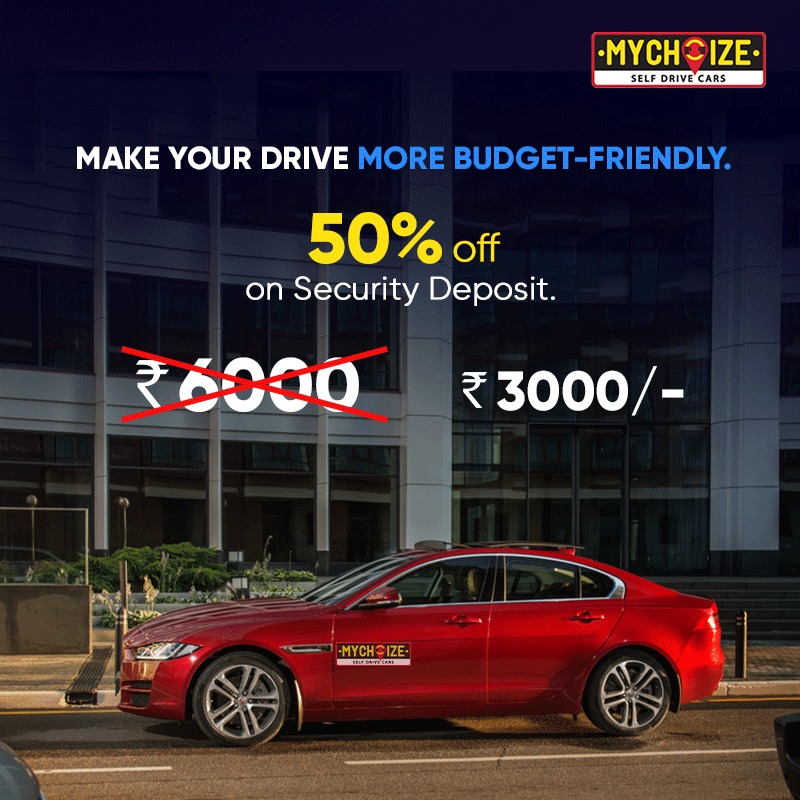 MYCHOIZE
SELF DRIVE CARS
MAKE YOUR DRIVE MORE BUDGET-FRIENDLY.
50% off
on Security Deposit.
₹ 6000 ₹ 3000/-
MYCHOIZE
SELF DRIVE CARS